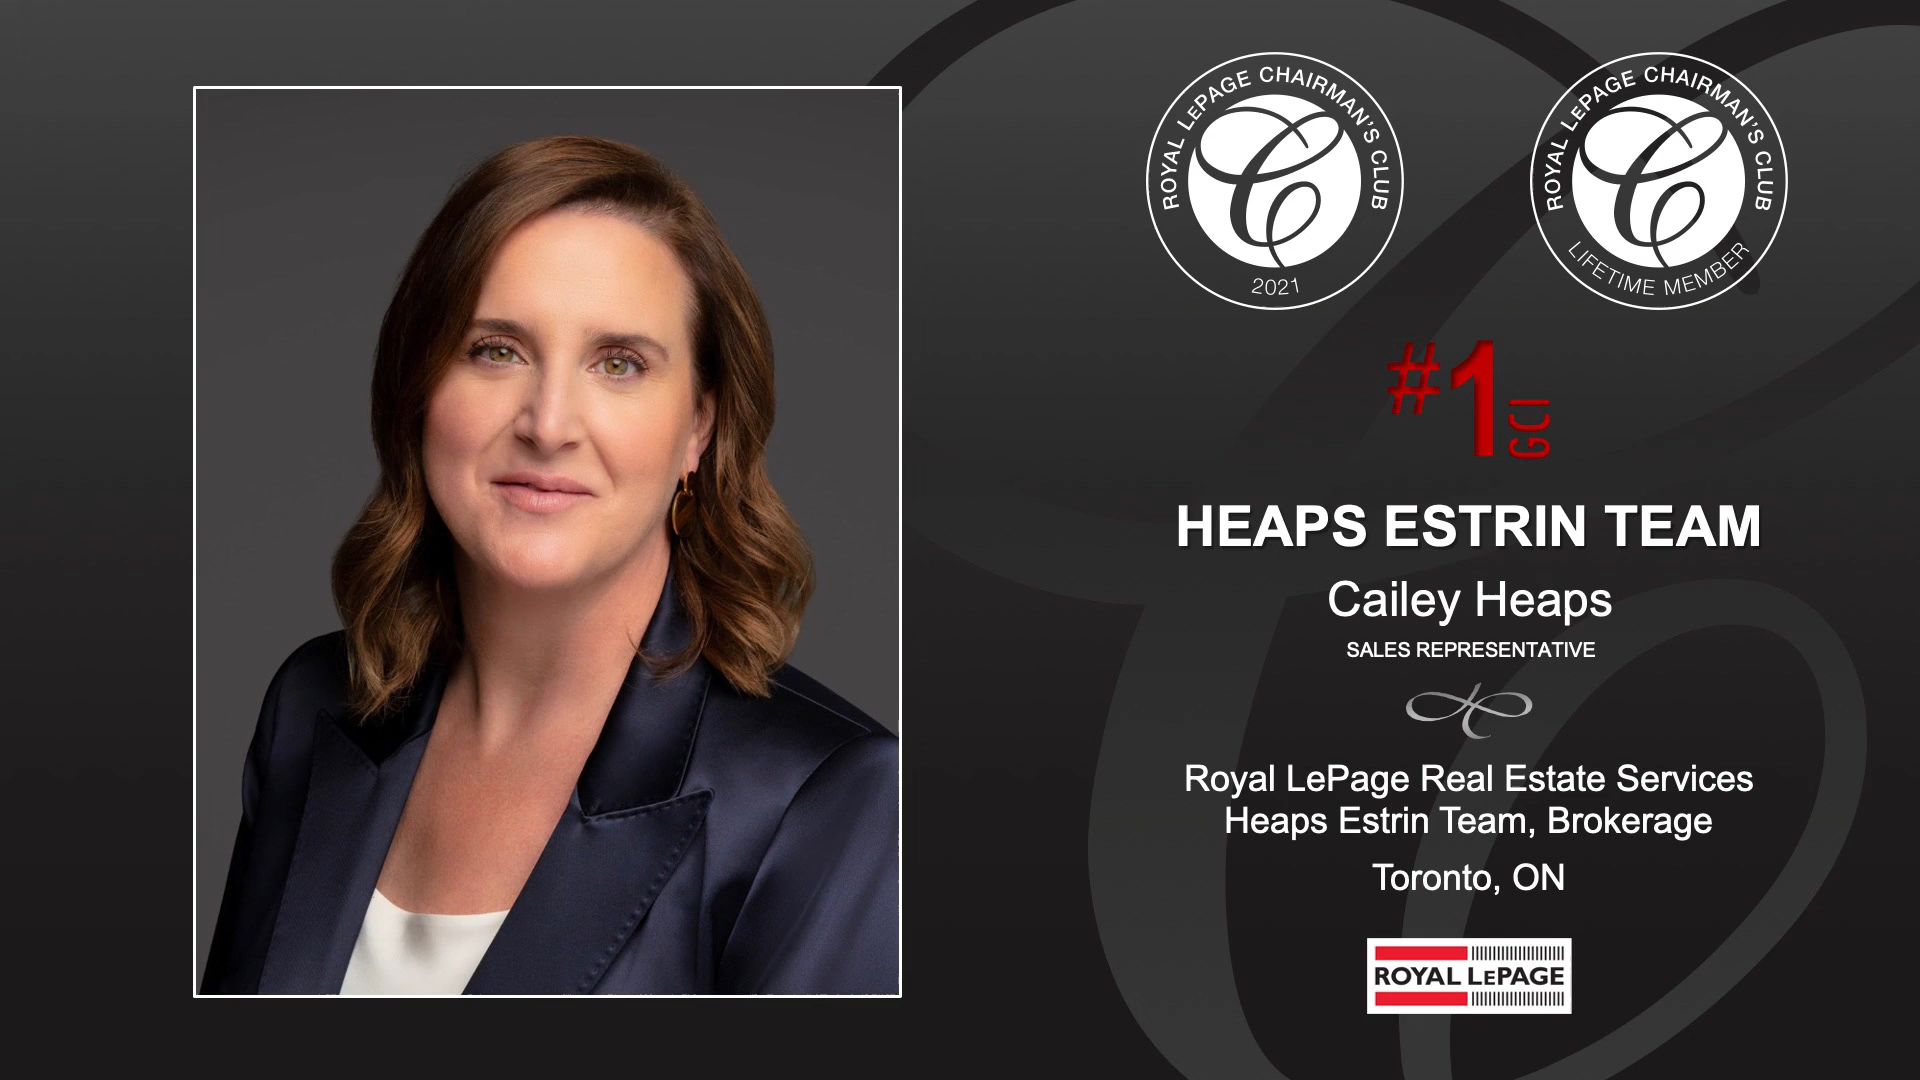 ROYAL LEPAGE CHAIRMAN'S CLUB
2021
ROYAL LEPAGE CHAIRMAN'S CLUB
LIFETIME MEMBER
#1 GCI
HEAPS ESTRIN TEAM
Cailey Heaps
SALES REPRESENTATIVE
Royal LePage Real Estate Services
Heaps Estrin Team, Brokerage
Toronto, ON
ROYAL LEPAGE